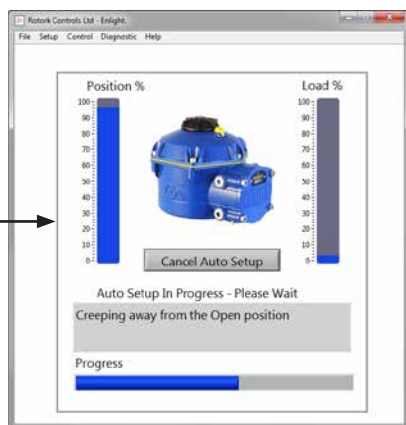 Rotork Controls Ltd - Enlight.
File Setup Control Diagnostic Help
Position % Load %
100 100
90 90
80 80
70 70
60 60
50 50
40 40
30 30
20 20
10 10
0 0
Cancel Auto Setup
Auto Setup In Progress - Please Wait
Creeping away from the Open position
Progress